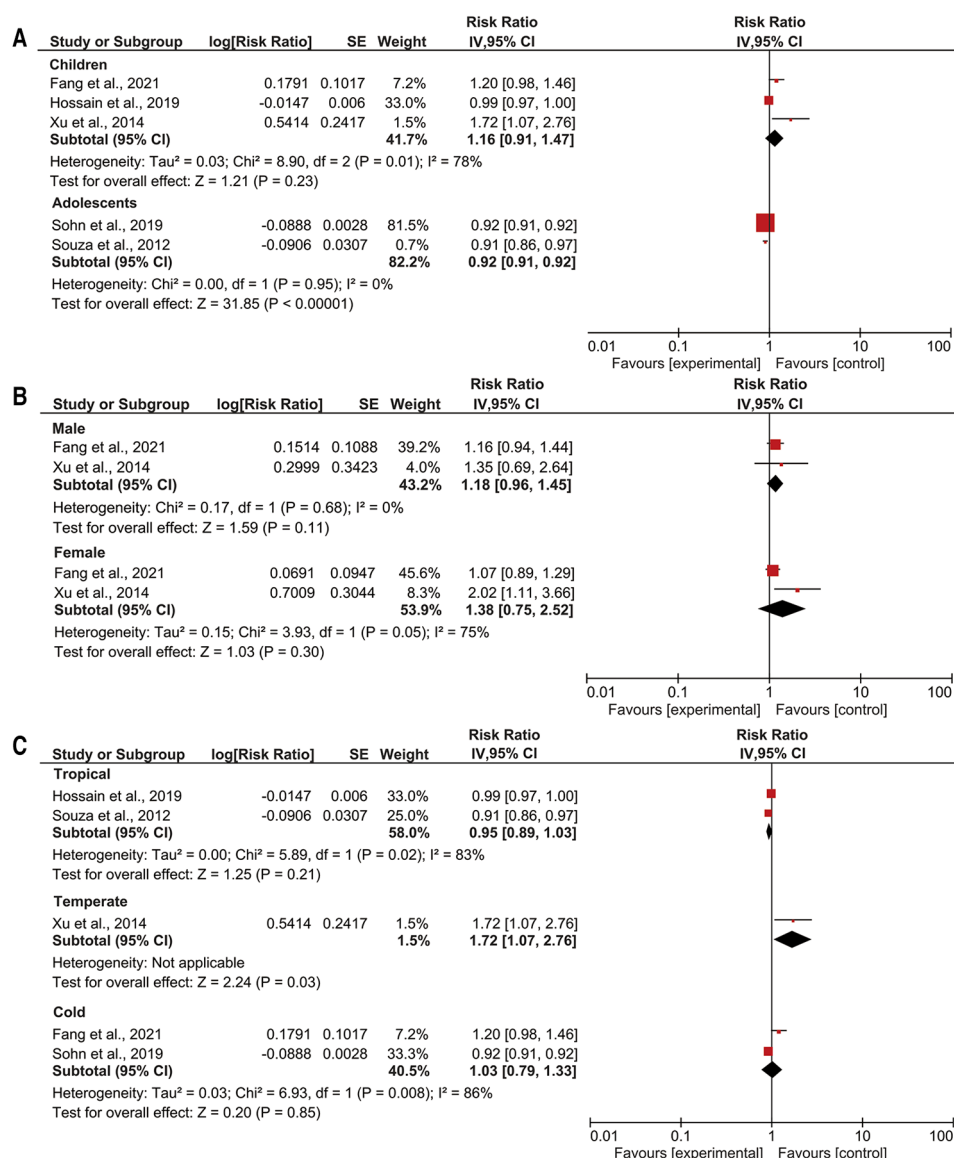 A
Risk Ratio Risk Ratio
Study or Subgroup log[Risk Ratio] SE Weight IV,95% CI IV,95% CI
Children
Fang et al., 2021 0.1791 0.1017 7.2% 1.20 [0.98, 1.46]
Hossain et al., 2019 -0.0147 0.006 33.0% 0.99 [0.97, 1.00]
Xu et al., 2014 0.5414 0.2417 1.5% 1.72 [1.07, 2.76]
Subtotal (95% CI) 41.7% 1.16 [0.91, 1.47]
Heterogeneity: Tau² = 0.03; Chi² = 8.90, df = 2 (P = 0.01); I² = 78%
Test for overall effect: Z = 1.21 (P = 0.23)
Adolescents
Sohn et al., 2019 -0.0888 0.0028 81.5% 0.92 [0.91, 0.92]
Souza et al., 2012 -0.0906 0.0307 0.7% 0.91 [0.86, 0.97]
Subtotal (95% CI) 82.2% 0.92 [0.91, 0.92]
Heterogeneity: Chi² = 0.00, df = 1 (P = 0.95); I² = 0%
Test for overall effect: Z = 31.85 (P < 0.00001)
0.01 0.1 1 10 100
Favours [experimental] Favours [control]
B
Risk Ratio Risk Ratio
Study or Subgroup log[Risk Ratio] SE Weight IV,95% CI IV,95% CI
Male
Fang et al., 2021 0.1514 0.1088 39.2% 1.16 [0.94, 1.44]
Xu et al., 2014 0.2999 0.3423 4.0% 1.35 [0.69, 2.64]
Subtotal (95% CI) 43.2% 1.18 [0.96, 1.45]
Heterogeneity: Chi² = 0.17, df = 1 (P = 0.68); I² = 0%
Test for overall effect: Z = 1.59 (P = 0.11)
Female
Fang et al., 2021 0.0691 0.0947 45.6% 1.07 [0.89, 1.29]
Xu et al., 2014 0.7009 0.3044 8.3% 2.02 [1.11, 3.66]
Subtotal (95% CI) 53.9% 1.38 [0.75, 2.52]
Heterogeneity: Tau² = 0.15; Chi² = 3.93, df = 1 (P = 0.05); I² = 75%
Test for overall effect: Z = 1.03 (P = 0.30)
0.01 0.1 1 10 100
Favours [experimental] Favours [control]
C
Risk Ratio Risk Ratio
Study or Subgroup log[Risk Ratio] SE Weight IV,95% CI IV,95% CI
Tropical
Hossain et al., 2019 -0.0147 0.006 33.0% 0.99 [0.97, 1.00]
Souza et al., 2012 -0.0906 0.0307 25.0% 0.91 [0.86, 0.97]
Subtotal (95% CI) 58.0% 0.95 [0.89, 1.03]
Heterogeneity: Tau² = 0.00; Chi² = 5.89, df = 1 (P = 0.02); I² = 83%
Test for overall effect: Z = 1.25 (P = 0.21)
Temperate
Xu et al., 2014 0.5414 0.2417 1.5% 1.72 [1.07, 2.76]
Subtotal (95% CI) 1.5% 1.72 [1.07, 2.76]
Heterogeneity: Not applicable
Test for overall effect: Z = 2.24 (P = 0.03)
Cold
Fang et al., 2021 0.1791 0.1017 7.2% 1.20 [0.98, 1.46]
Sohn et al., 2019 -0.0888 0.0028 33.3% 0.92 [0.91, 0.92]
Subtotal (95% CI) 40.5% 1.03 [0.79, 1.33]
Heterogeneity: Tau² = 0.03; Chi² = 6.93, df = 1 (P = 0.008); I² = 86%
Test for overall effect: Z = 0.20 (P = 0.85)
0.01 0.1 1 10 100
Favours [experimental] Favours [control]